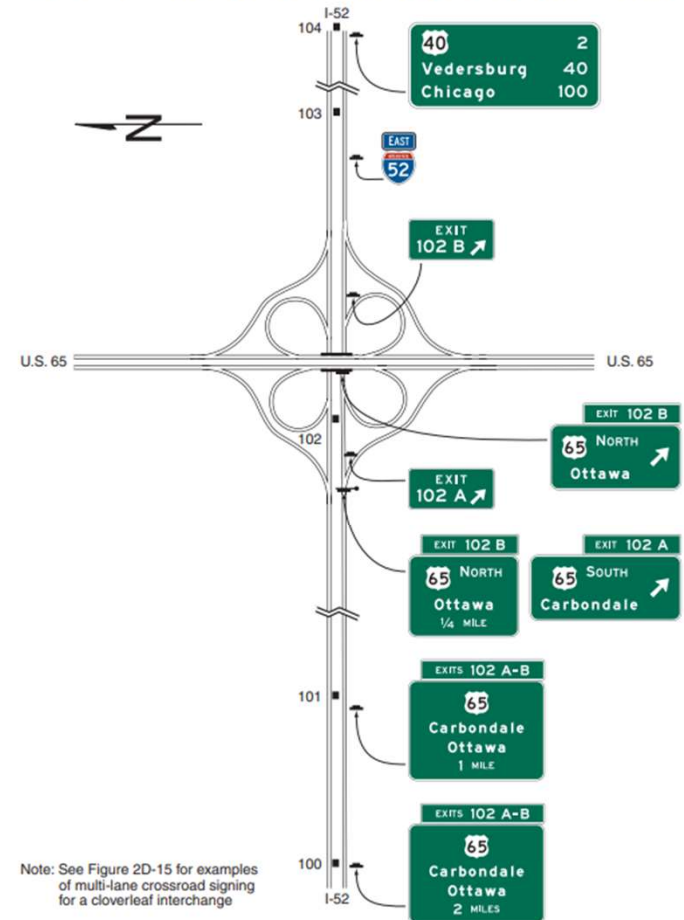 I-52
104
40 2
Vedersburg 40
Chicago 100
103
N
EAST
INTERSTATE
52
EXIT
102 B
U.S. 65
U.S. 65
EXIT 102 B
65 NORTH
Ottawa
102
EXIT
102 A
EXIT 102 B
65 NORTH
Ottawa
1/4 MILE
EXIT 102 A
65 SOUTH
Carbondale
101
EXITS 102 A-B
65
Carbondale
Ottawa
1 MILE
EXITS 102 A-B
65
Carbondale
Ottawa
2 MILES
100
I-52
Note: See Figure 2D-15 for examples
of multi-lane crossroad signing
for a cloverleaf interchange